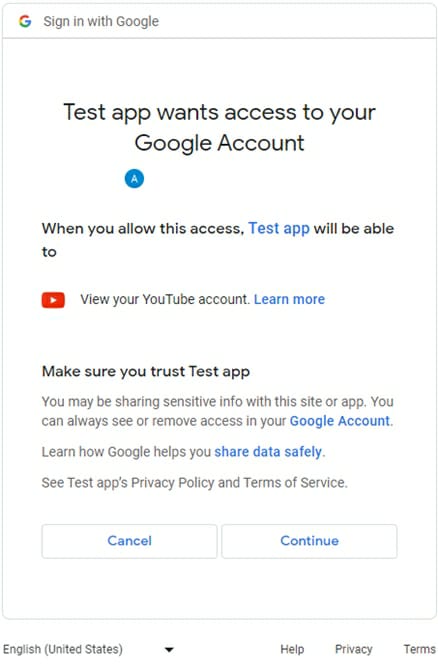 Sign in with Google
Test app wants access to your
Google Account
A
When you allow this access, Test app will be able
to
View your YouTube account. Learn more
Make sure you trust Test app
You may be sharing sensitive info with this site or app. You
can always see or remove access in your Google Account.
Learn how Google helps you share data safely.
See Test app's Privacy Policy and Terms of Service.
Cancel Continue
English (United States) Help Privacy Terms